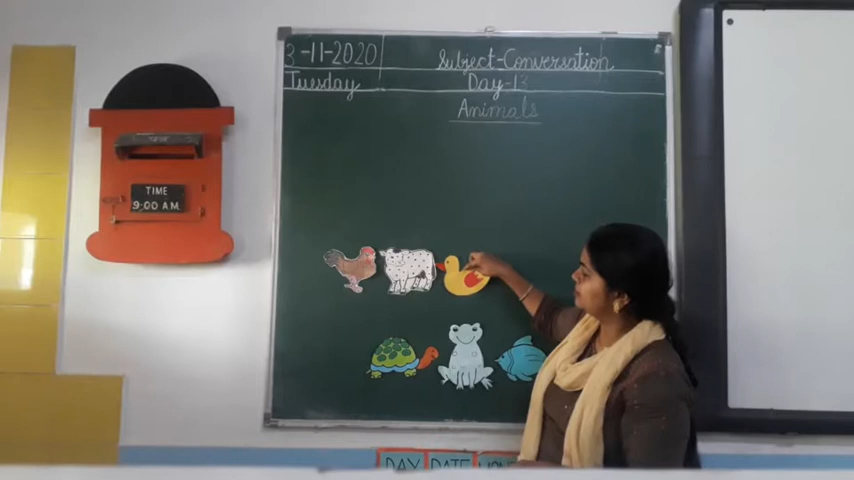 3-11-2020
Tuesday
Subject-Conversation
Day-13
Animals
TIME
9:00 A.M.
DAY DATE